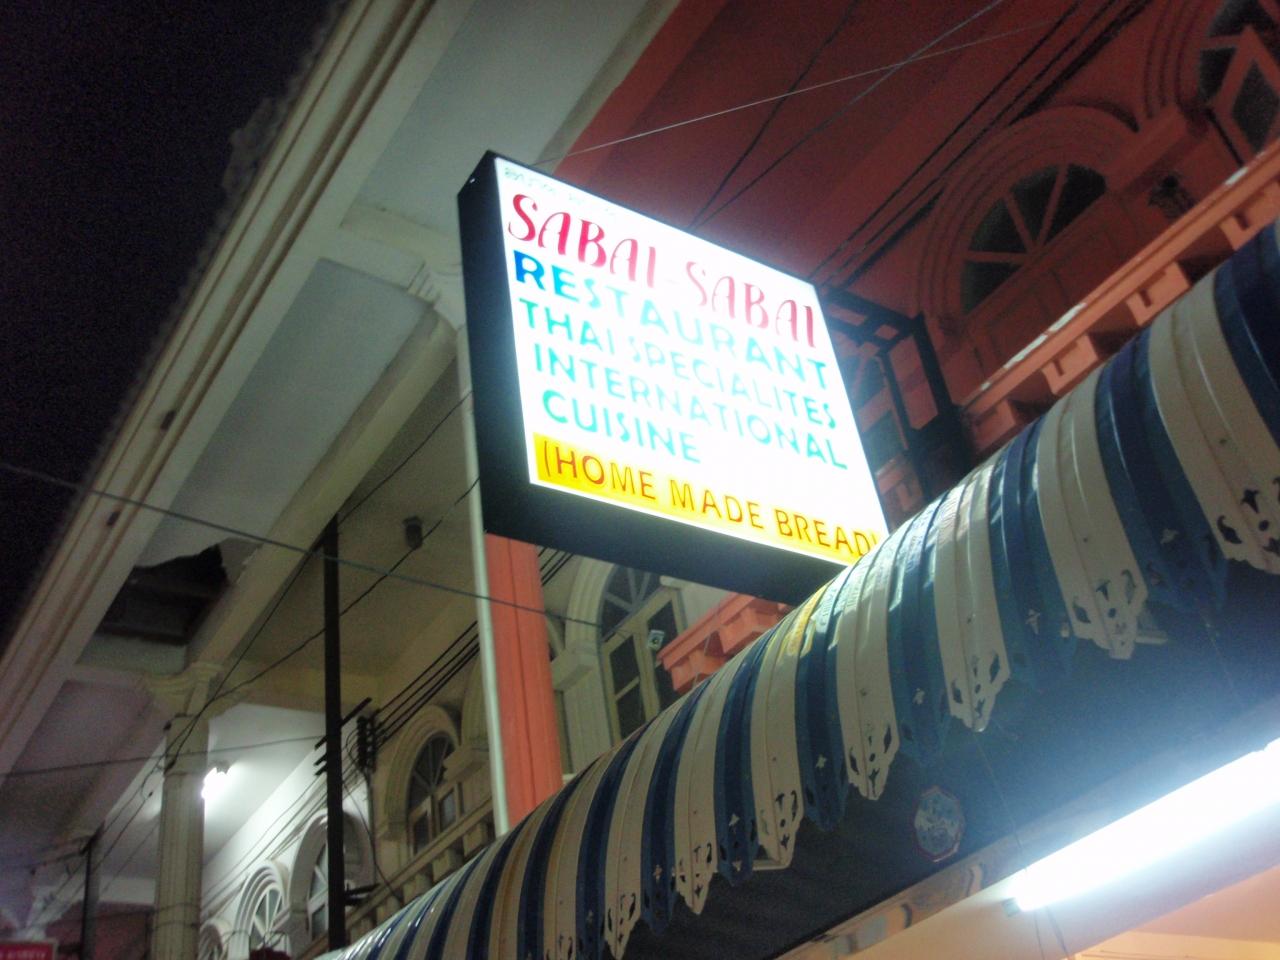 SABAI-SABAI
RESTAURANT
THAI SPECIALITES
INTERNATIONAL
CUISINE
(HOME MADE BREAD)